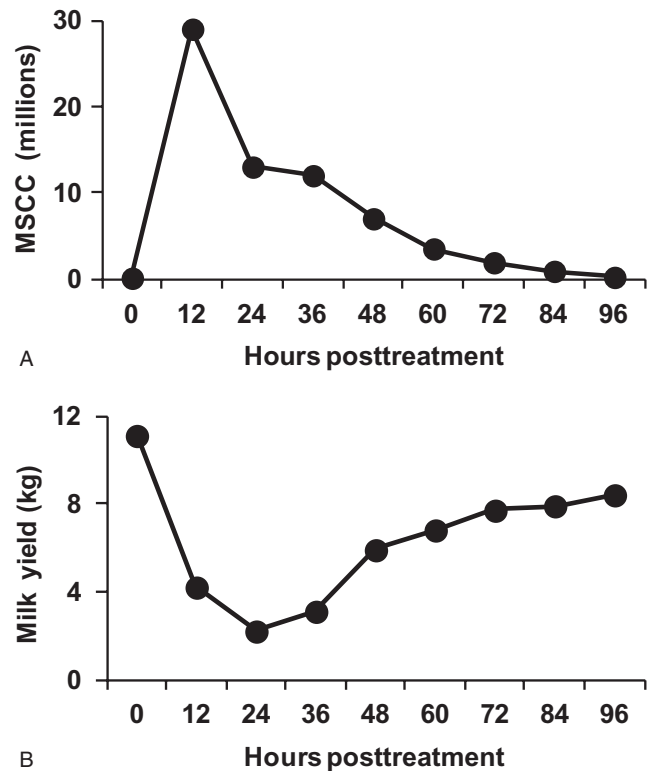 30
20
10
0
MSCC (millions)
0 12 24 36 48 60 72 84 96
A
Hours posttreatment
12
8
4
0
Milk yield (kg)
0 12 24 36 48 60 72 84 96
B
Hours posttreatment